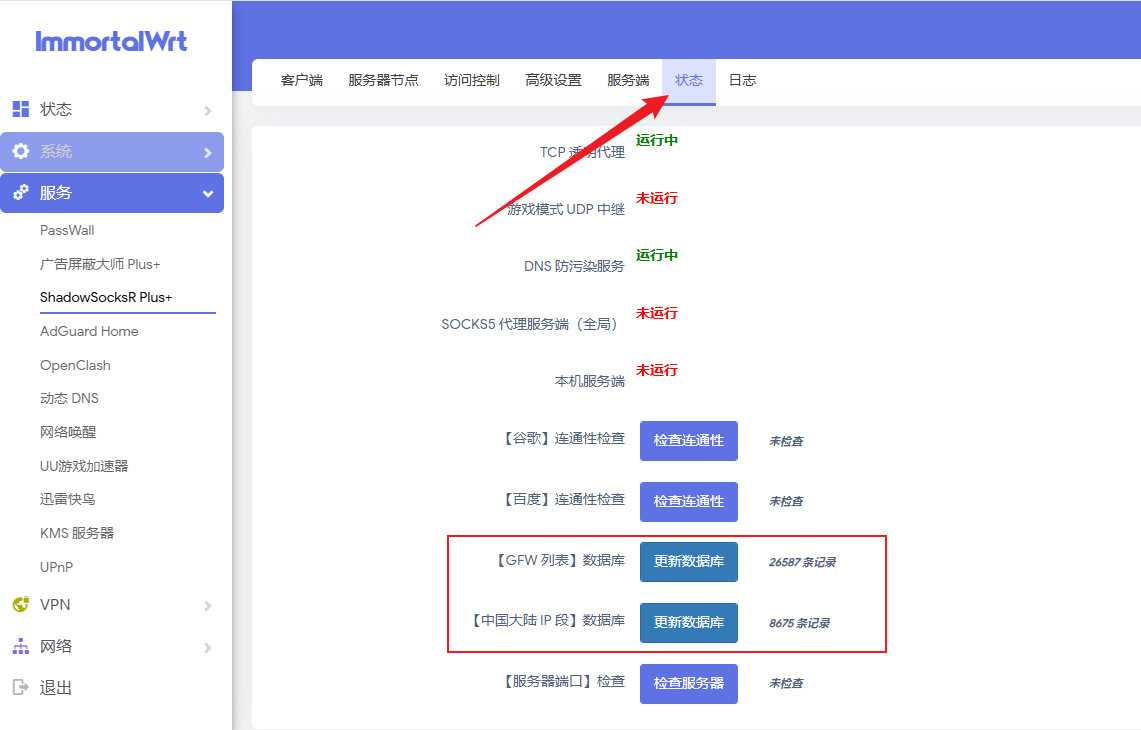 ImmortalWrt
状态
系统
服务
PassWall
广告屏蔽大师 Plus+
ShadowSocksR Plus+
AdGuard Home
OpenClash
动态 DNS
网络唤醒
UU游戏加速器
迅雷快鸟
KMS 服务器
UPnP
VPN
网络
退出
客户端 服务器节点 访问控制 高级设置 服务端 状态 日志
TCP 透明代理 运行中
游戏模式 UDP 中继 未运行
DNS 防污染服务 运行中
SOCKS5 代理服务端（全局） 未运行
本机服务端 未运行
【谷歌】连通性检查 检查连通性 未检查
【百度】连通性检查 检查连通性 未检查
【GFW 列表】数据库 更新数据库 26587 条记录
【中国大陆 IP 段】数据库 更新数据库 8675 条记录
【服务器端口】检查 检查服务器 未检查